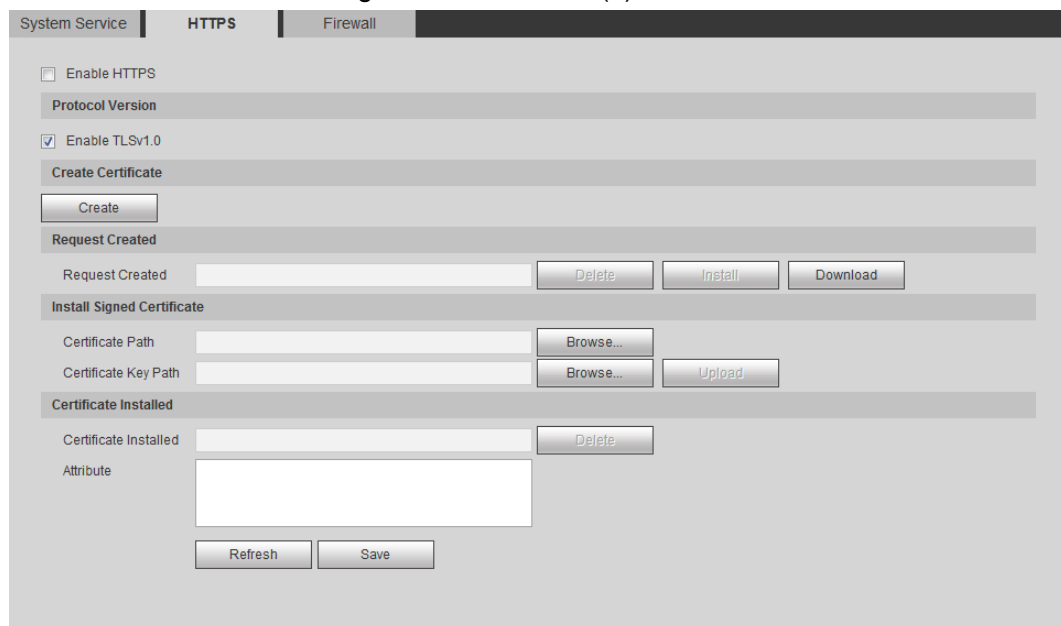 System Service HTTPS Firewall
Enable HTTPS
Protocol Version
Enable TLSv1.0
Create Certificate
Create
Request Created
Request Created Delete Install Download
Install Signed Certificate
Certificate Path Browse...
Certificate Key Path Browse... Upload
Certificate Installed
Certificate Installed Delete
Attribute
Refresh Save